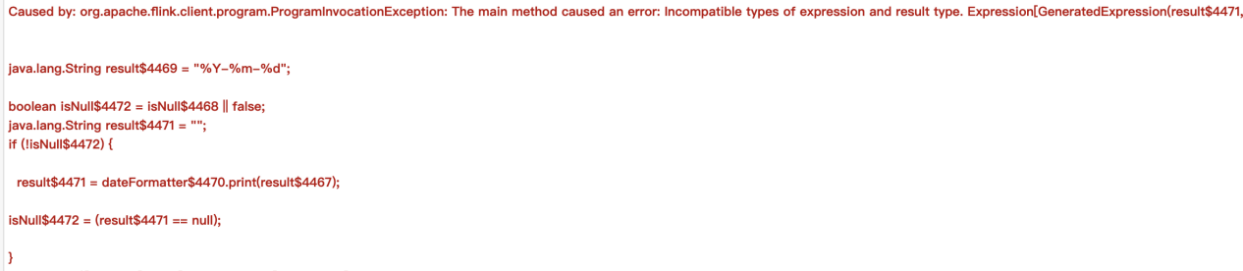 Caused by: org.apache.flink.client.program.ProgramInvocationException: The main method caused an error: Incompatible types of expression and result type. Expression[GeneratedExpression(result$4471,
java.lang.String result$4469 = "%Y-%m-%d";
boolean isNull$4472 = isNull$4468 || false;
java.lang.String result$4471 = "";
if (!isNull$4472) {
result$4471 = dateFormatter$4470.print(result$4467);
isNull$4472 = (result$4471 == null);
}